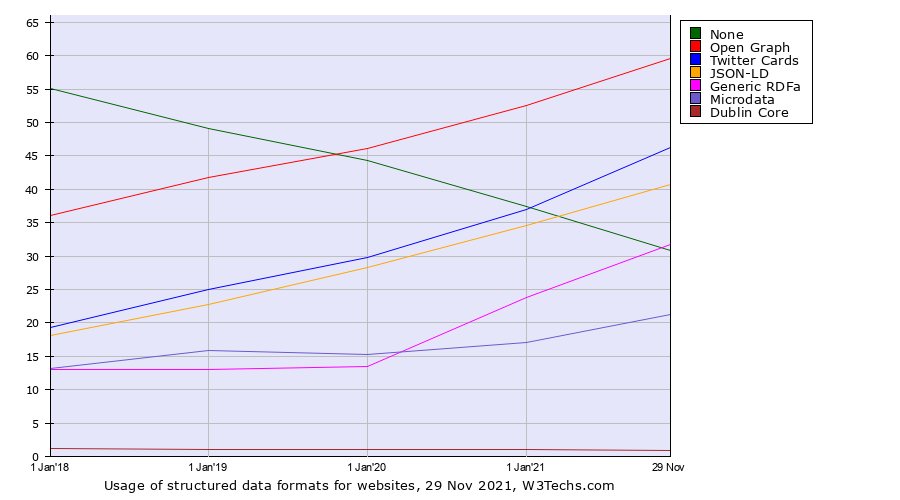 65
60
55
50
45
40
35
30
25
20
15
10
5
0
1 Jan'18 1 Jan'19 1 Jan'20 1 Jan'21 29 Nov
Usage of structured data formats for websites, 29 Nov 2021, W3Techs.com
None
Open Graph
Twitter Cards
JSON-LD
Generic RDFa
Microdata
Dublin Core